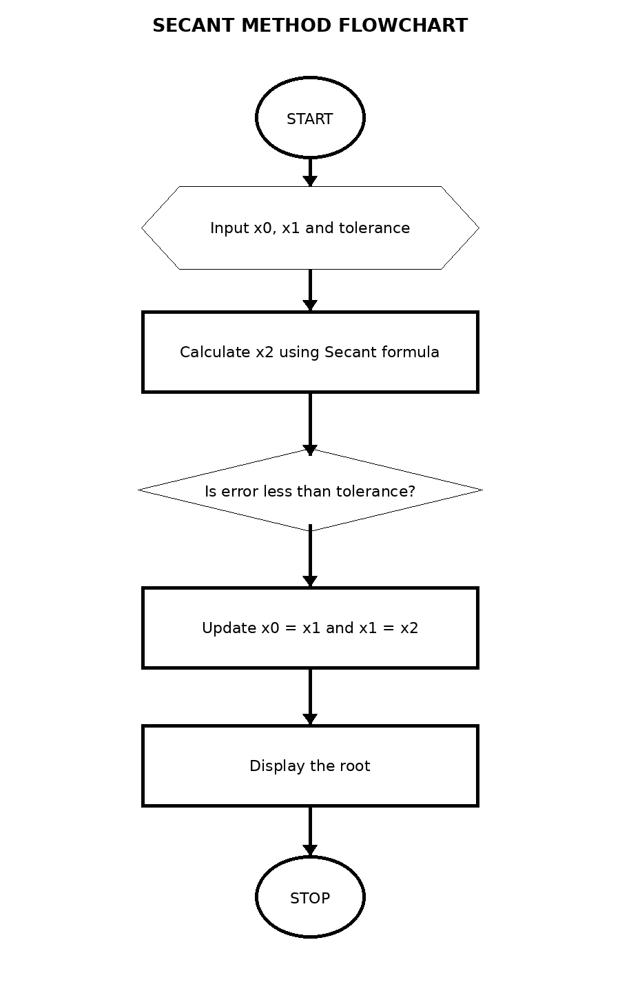 SECANT METHOD FLOWCHART
START
Input x0, x1 and tolerance
Calculate x2 using Secant formula
Is error less than tolerance?
Update x0 = x1 and x1 = x2
Display the root
STOP